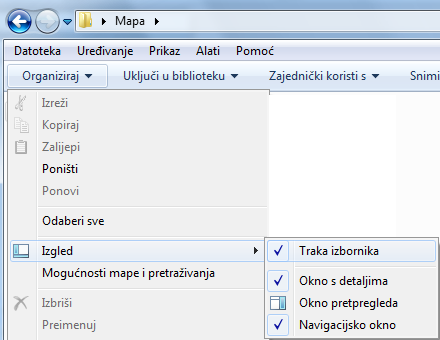 Mapa
Datoteka Uređivanje Prikaz Alati Pomoć
Organiziraj Uključi u biblioteku Zajednički koristi s Snimi
Izreži
Kopiraj
Zalijepi
Poništi
Ponovi
Odaberi sve
Izgled
Mogućnosti mape i pretraživanja
Izbriši
Preimenuj
Traka izbornika
Okno s detaljima
Okno pretpregleda
Navigacijsko okno